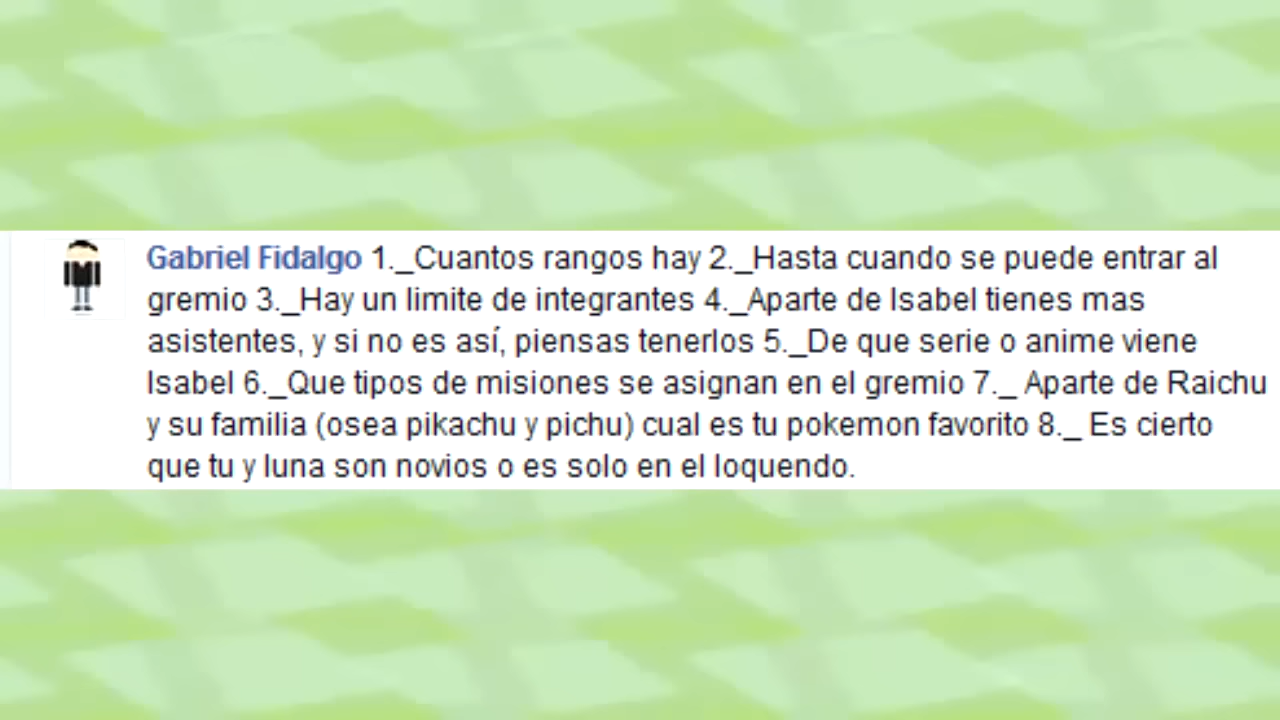 Gabriel Fidalgo 1._Cuantos rangos hay 2._Hasta cuando se puede entrar al
gremio 3._Hay un limite de integrantes 4._Aparte de Isabel tienes mas
asistentes, y si no es así, piensas tenerlos 5._De que serie o anime viene
Isabel 6._Que tipos de misiones se asignan en el gremio 7._ Aparte de Raichu
y su familia (osea pikachu y pichu) cual es tu pokemon favorito 8._ Es cierto
que tu y luna son novios o es solo en el loquendo.